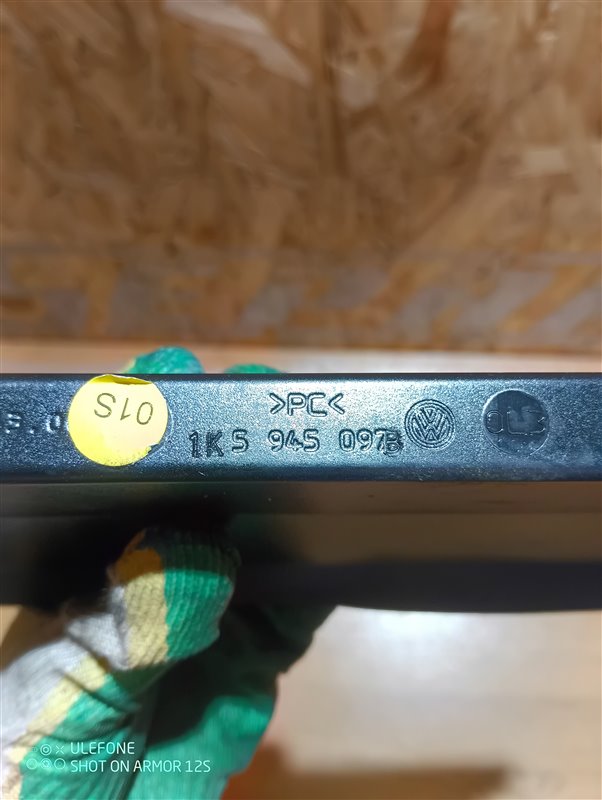 >PC<
01S
1K5 945 097B
ULEFONE
SHOT ON ARMOR 12S